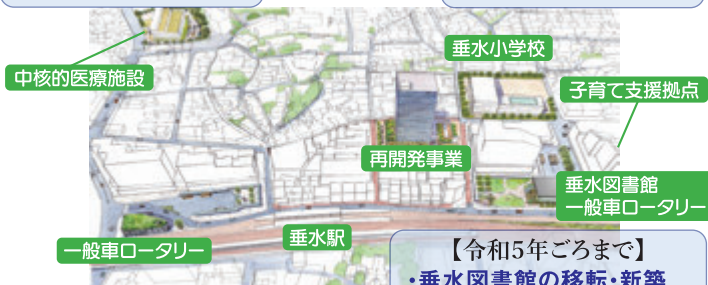 垂水小学校
中核的医療施設
子育て支援拠点
再開発事業
垂水図書館
一般車ロータリー
垂水駅
一般車ロータリー
【令和5年ごろまで】
・垂水図書館の移転・新築